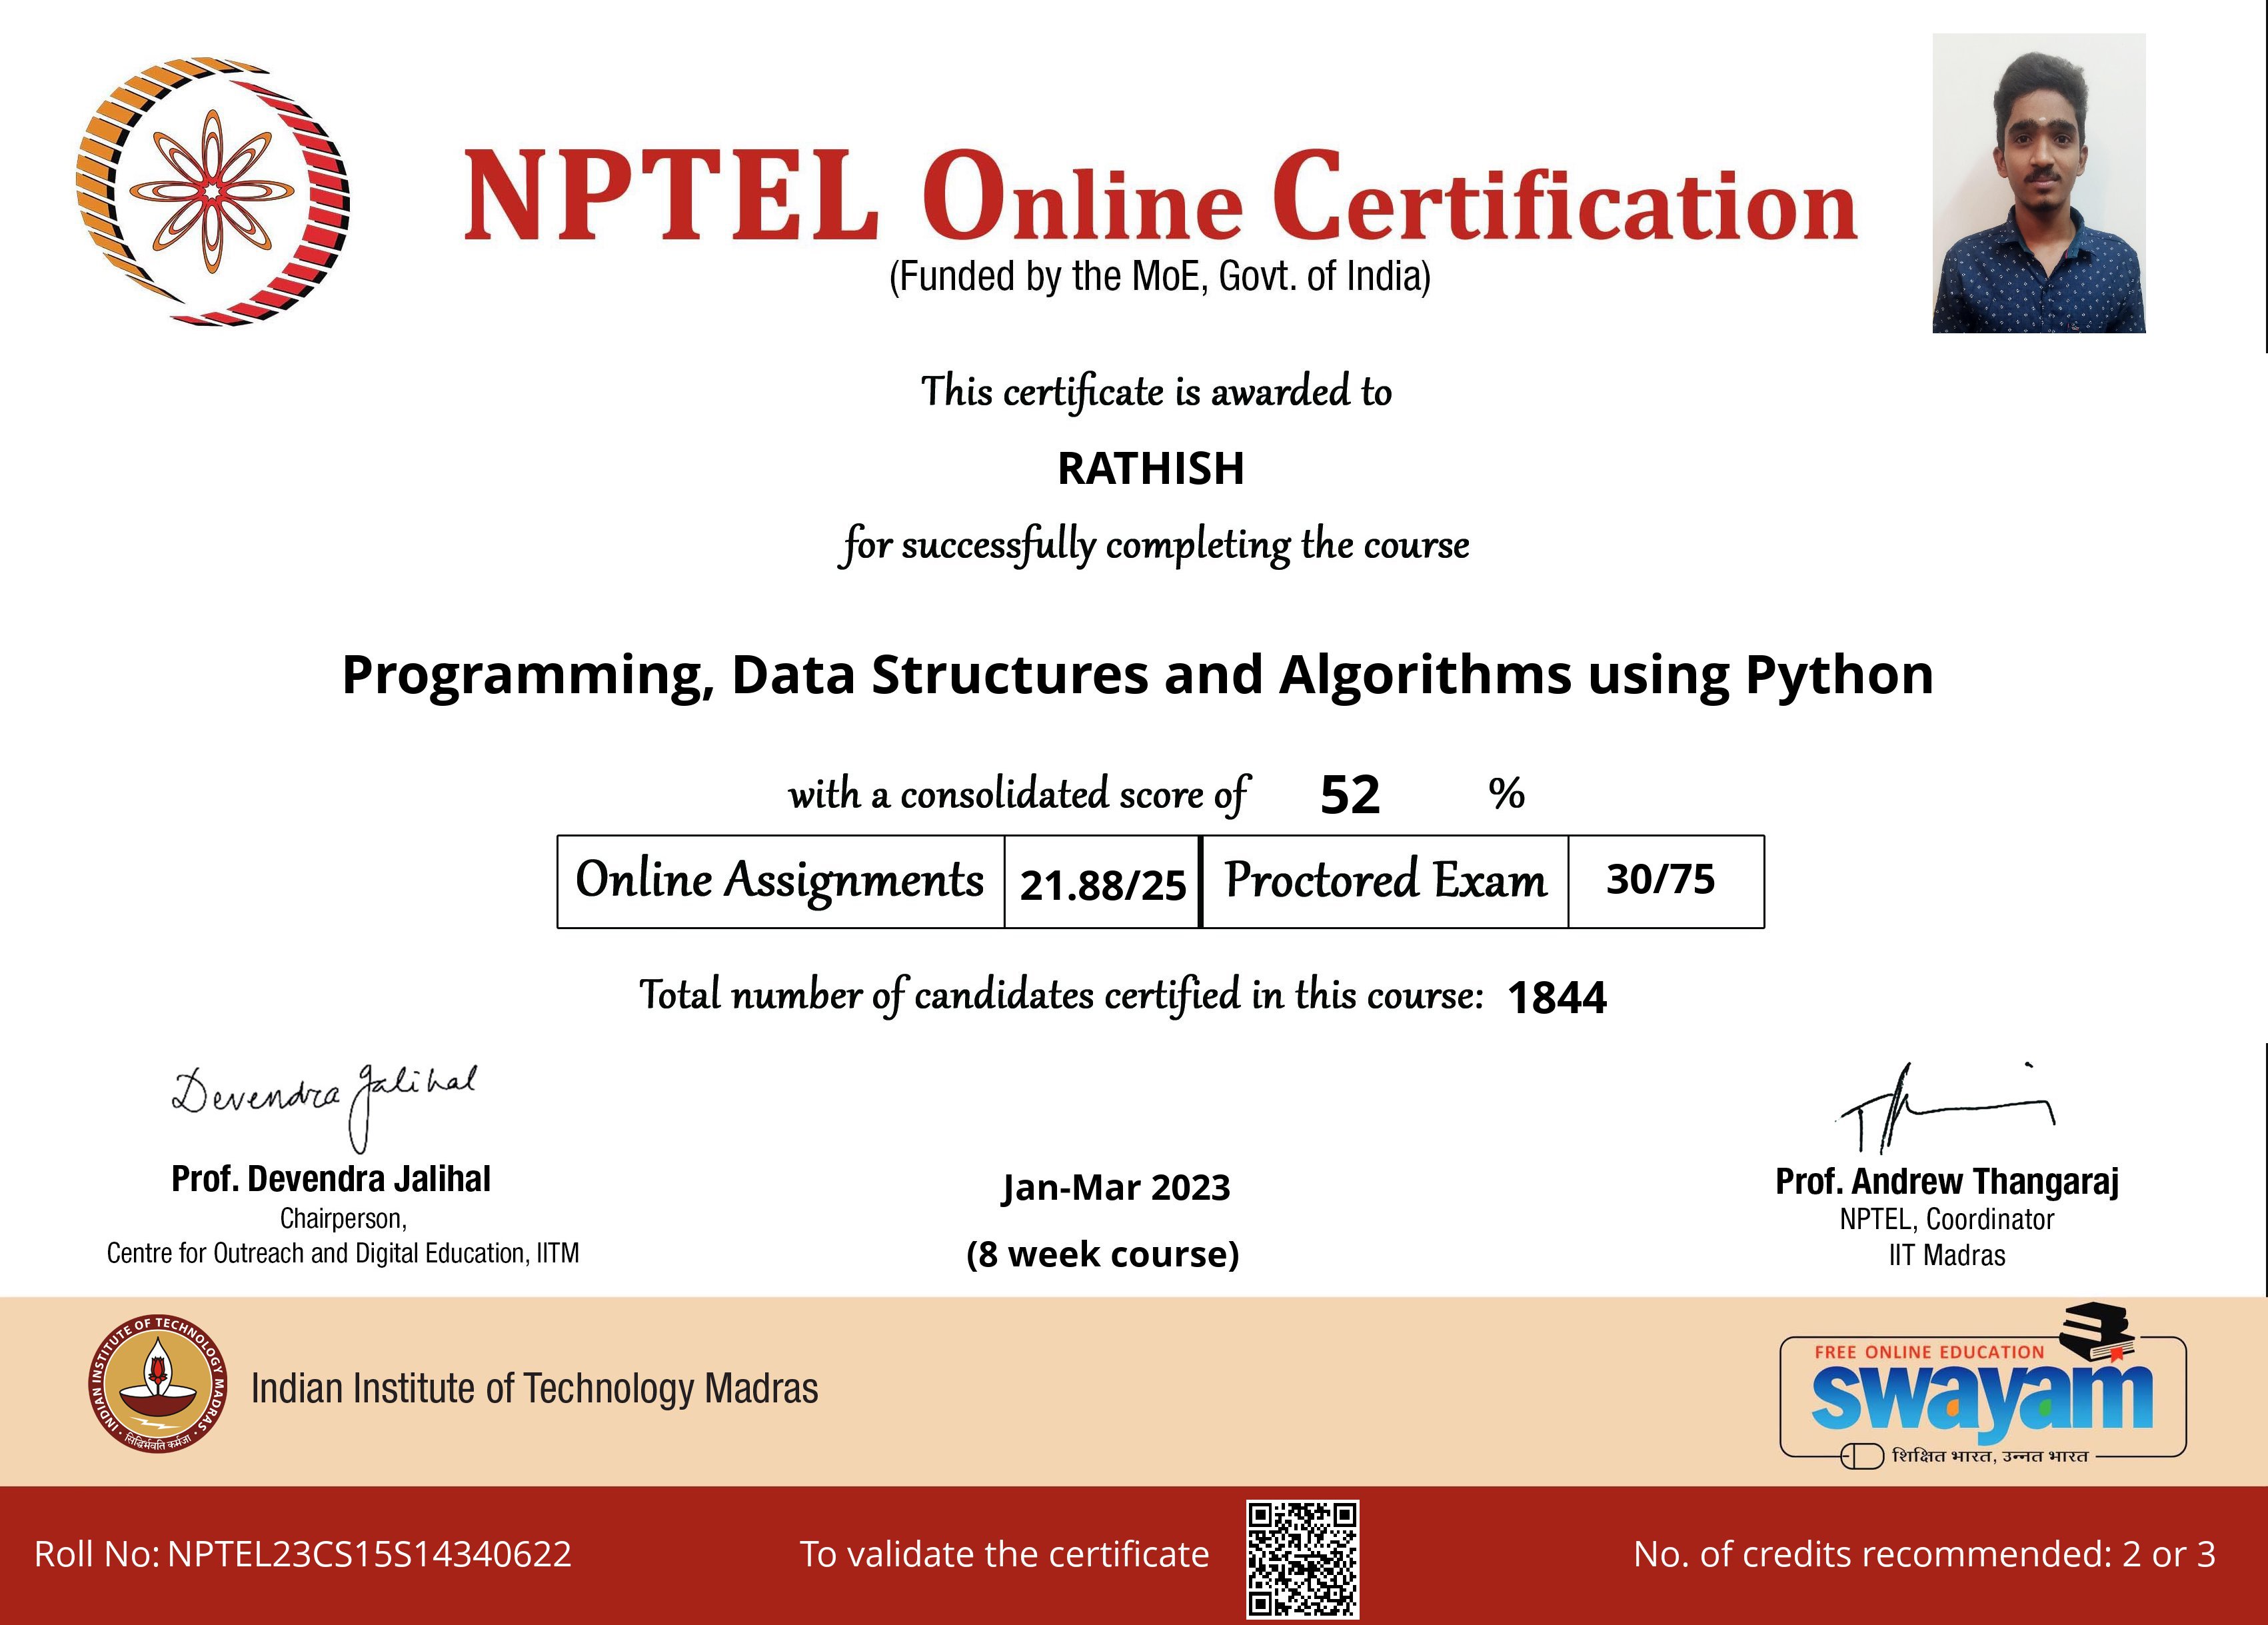 NPTEL Online Certification
(Funded by the MoE, Govt. of India)
This certificate is awarded to
RATHISH
for successfully completing the course
Programming, Data Structures and Algorithms using Python
with a consolidated score of 52 %
Online Assignments 21.88/25 Proctored Exam 30/75
Total number of candidates certified in this course: 1844
Devendra Jalihal
Prof. Devendra Jalihal
Chairperson,
Centre for Outreach and Digital Education, IITM
Jan-Mar 2023
(8 week course)
Prof. Andrew Thangaraj
NPTEL, Coordinator
IIT Madras
INDIAN INSTITUTE OF TECHNOLOGY MADRAS
सिद्धिर्भवति कर्मजा
Indian Institute of Technology Madras
FREE ONLINE EDUCATION
swayam
शिक्षित भारत, उन्नत भारत
Roll No: NPTEL23CS15S14340622
To validate the certificate
No. of credits recommended: 2 or 3